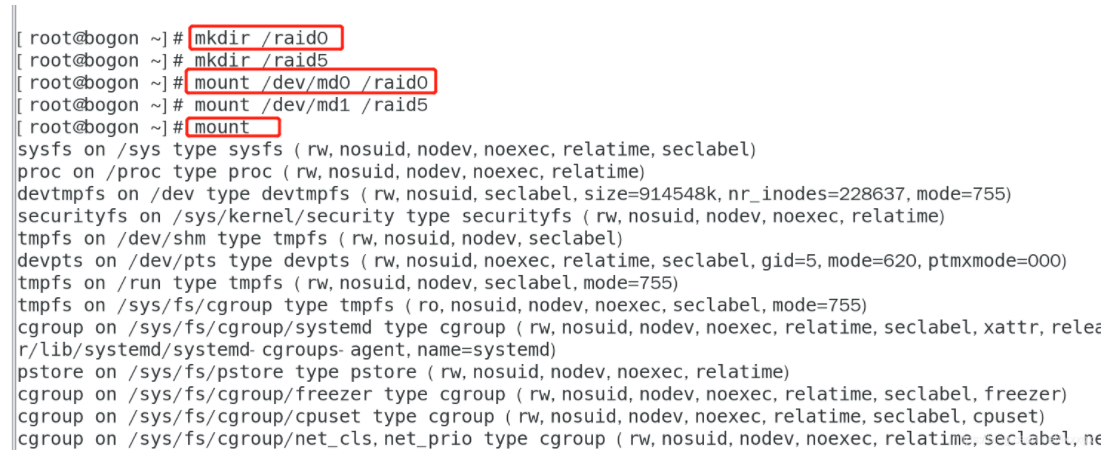 [ root@bogon ~]# mkdir /raid0
[ root@bogon ~]# mkdir /raid5
[ root@bogon ~]# mount /dev/md0 /raid0
[ root@bogon ~]# mount /dev/md1 /raid5
[ root@bogon ~]# mount
sysfs on /sys type sysfs ( rw, nosuid, nodev, noexec, relatime, seclabel)
proc on /proc type proc ( rw, nosuid, nodev, noexec, relatime)
devtmpfs on /dev type devtmpfs ( rw, nosuid, seclabel, size=914548k, nr_inodes=228637, mode=755)
securityfs on /sys/kernel/security type securityfs ( rw, nosuid, nodev, noexec, relatime)
tmpfs on /dev/shm type tmpfs ( rw, nosuid, nodev, seclabel)
devpts on /dev/pts type devpts ( rw, nosuid, noexec, relatime, seclabel, gid=5, mode=620, ptmxmode=000)
tmpfs on /run type tmpfs ( rw, nosuid, nodev, seclabel, mode=755)
tmpfs on /sys/fs/cgroup type tmpfs ( ro, nosuid, nodev, noexec, seclabel, mode=755)
cgroup on /sys/fs/cgroup/systemd type cgroup ( rw, nosuid, nodev, noexec, relatime, seclabel, xattr, relea
r/lib/systemd/systemd- cgroups- agent, name=systemd)
pstore on /sys/fs/pstore type pstore ( rw, nosuid, nodev, noexec, relatime)
cgroup on /sys/fs/cgroup/freezer type cgroup ( rw, nosuid, nodev, noexec, relatime, seclabel, freezer)
cgroup on /sys/fs/cgroup/cpuset type cgroup ( rw, nosuid, nodev, noexec, relatime, seclabel, cpuset)
cgroup on /sys/fs/cgroup/net_cls, net_prio type cgroup ( rw, nosuid, nodev, noexec, relatime, seclabel, ne